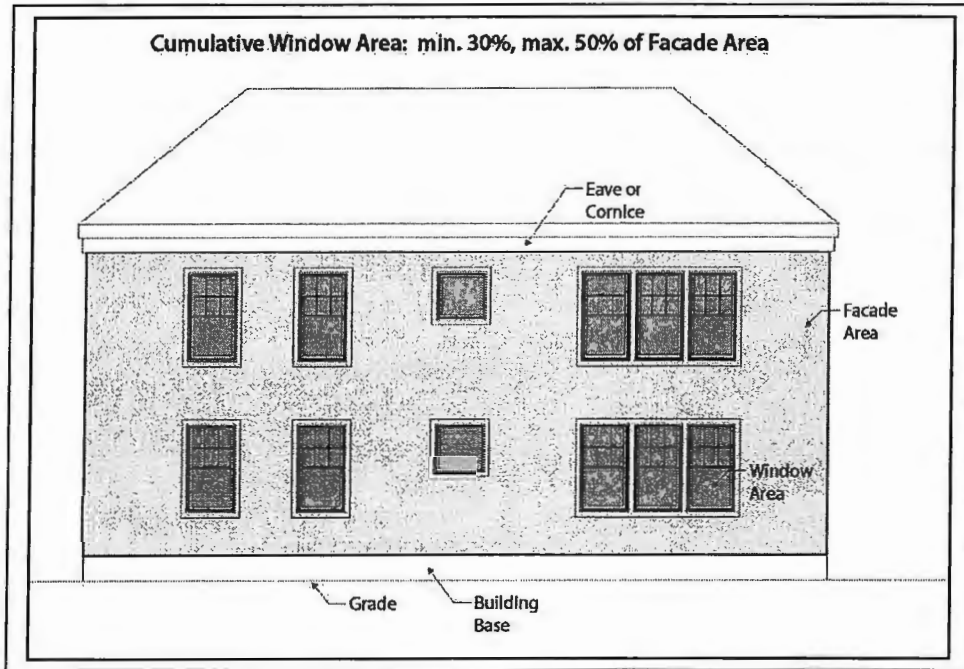 Cumulative Window Area: min. 30%, max. 50% of Facade Area
Eave or
Cornice
Facade
Area
Window
Area
Grade
Building
Base